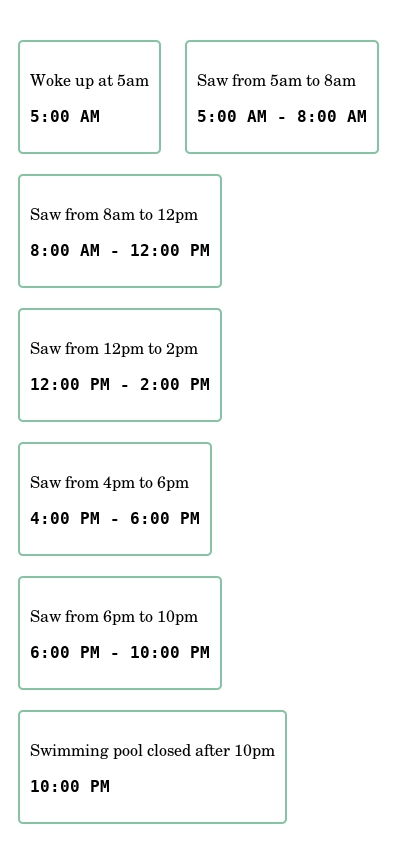 Woke up at 5am
5:00 AM
Saw from 5am to 8am
5:00 AM - 8:00 AM
Saw from 8am to 12pm
8:00 AM - 12:00 PM
Saw from 12pm to 2pm
12:00 PM - 2:00 PM
Saw from 4pm to 6pm
4:00 PM - 6:00 PM
Saw from 6pm to 10pm
6:00 PM - 10:00 PM
Swimming pool closed after 10pm
10:00 PM